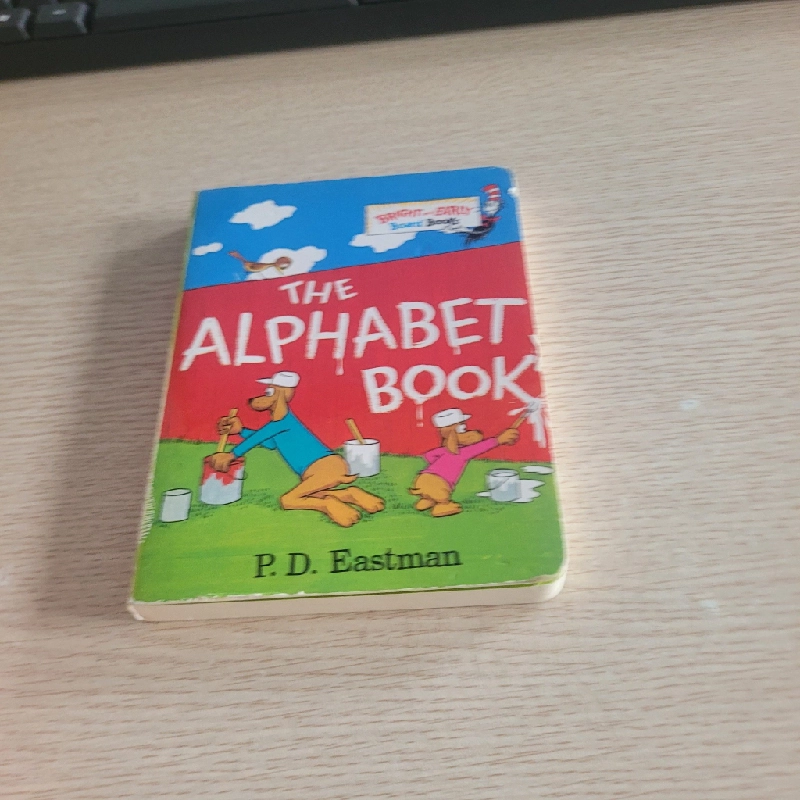 BRIGHT and EARLY
Board Books
THE
ALPHABET
BOOK
P. D. Eastman